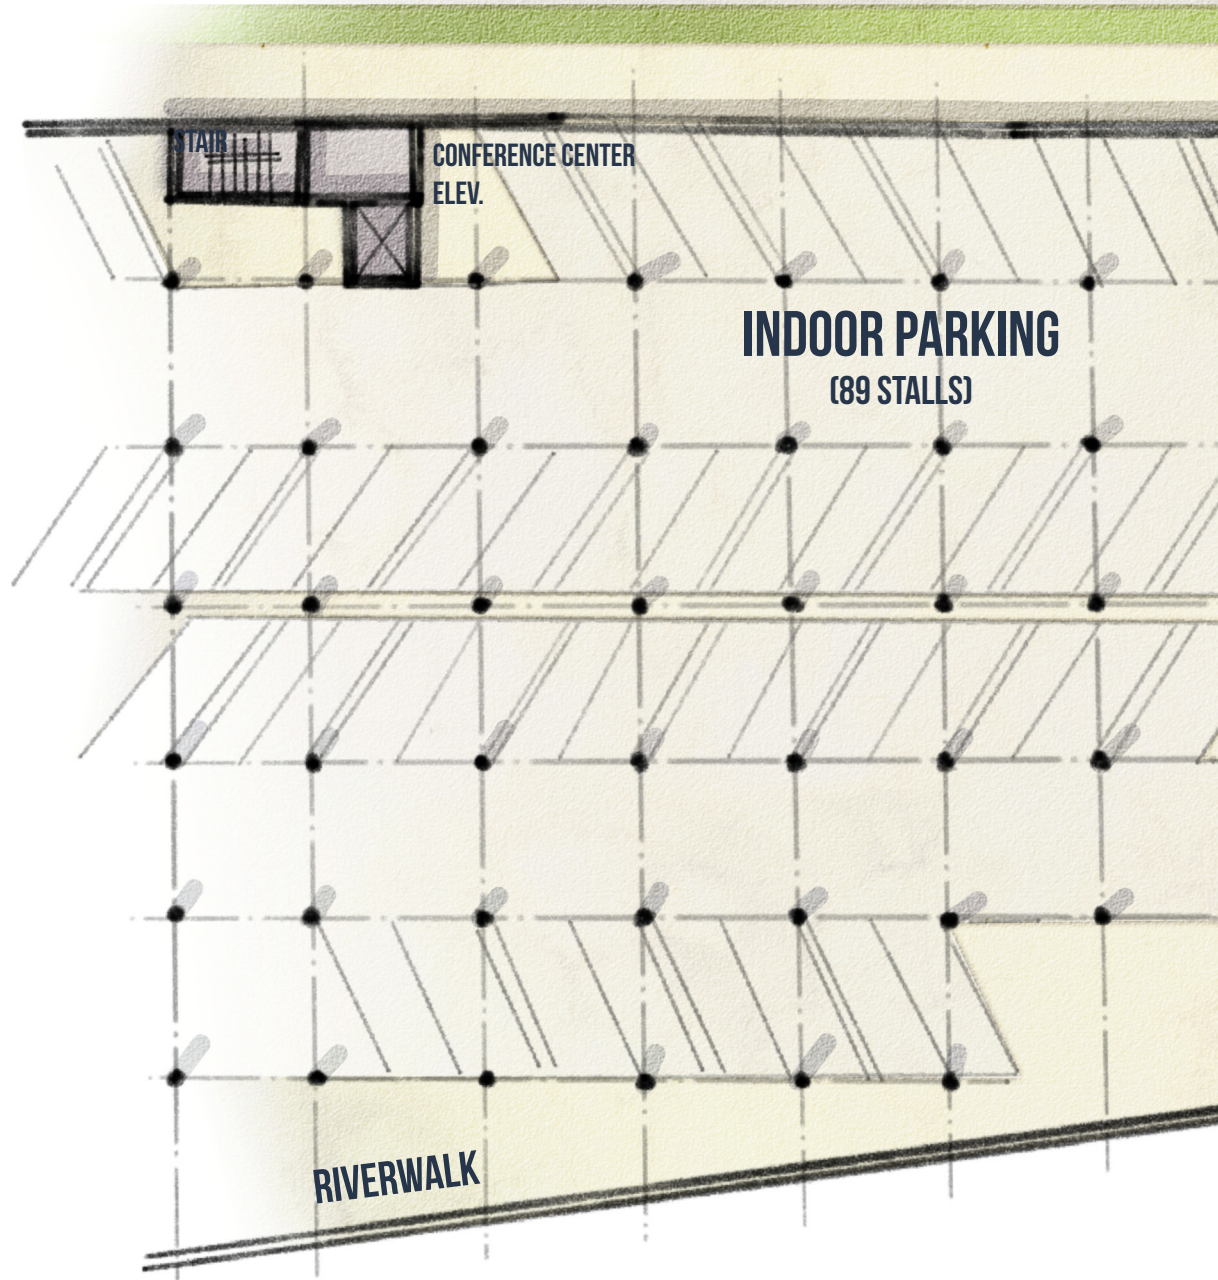 STAIR
CONFERENCE CENTER
ELEV.
INDOOR PARKING
(89 STALLS)
RIVERWALK